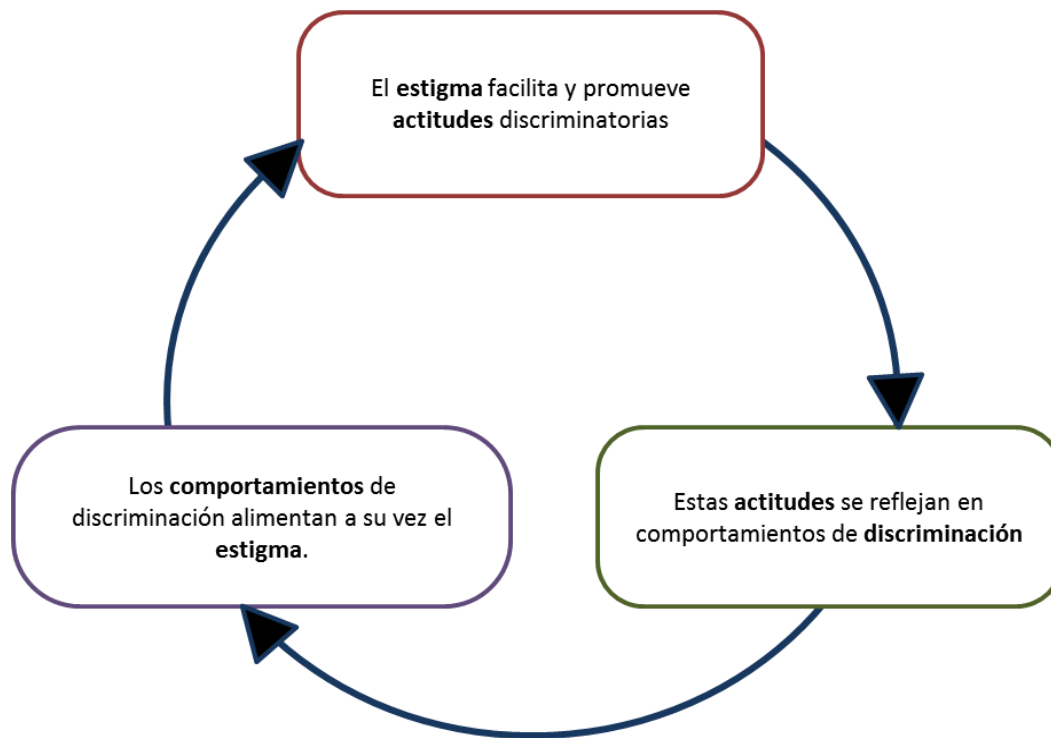 El estigma facilita y promueve
actitudes discriminatorias
Los comportamientos de
discriminación alimentan a su vez el
estigma.
Estas actitudes se reflejan en
comportamientos de discriminación